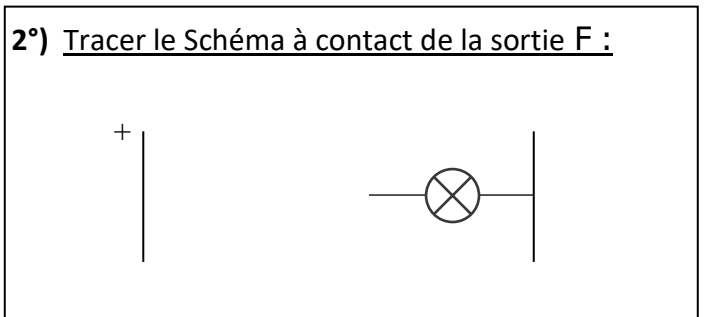 2°) Tracer le Schéma à contact de la sortie F :
+